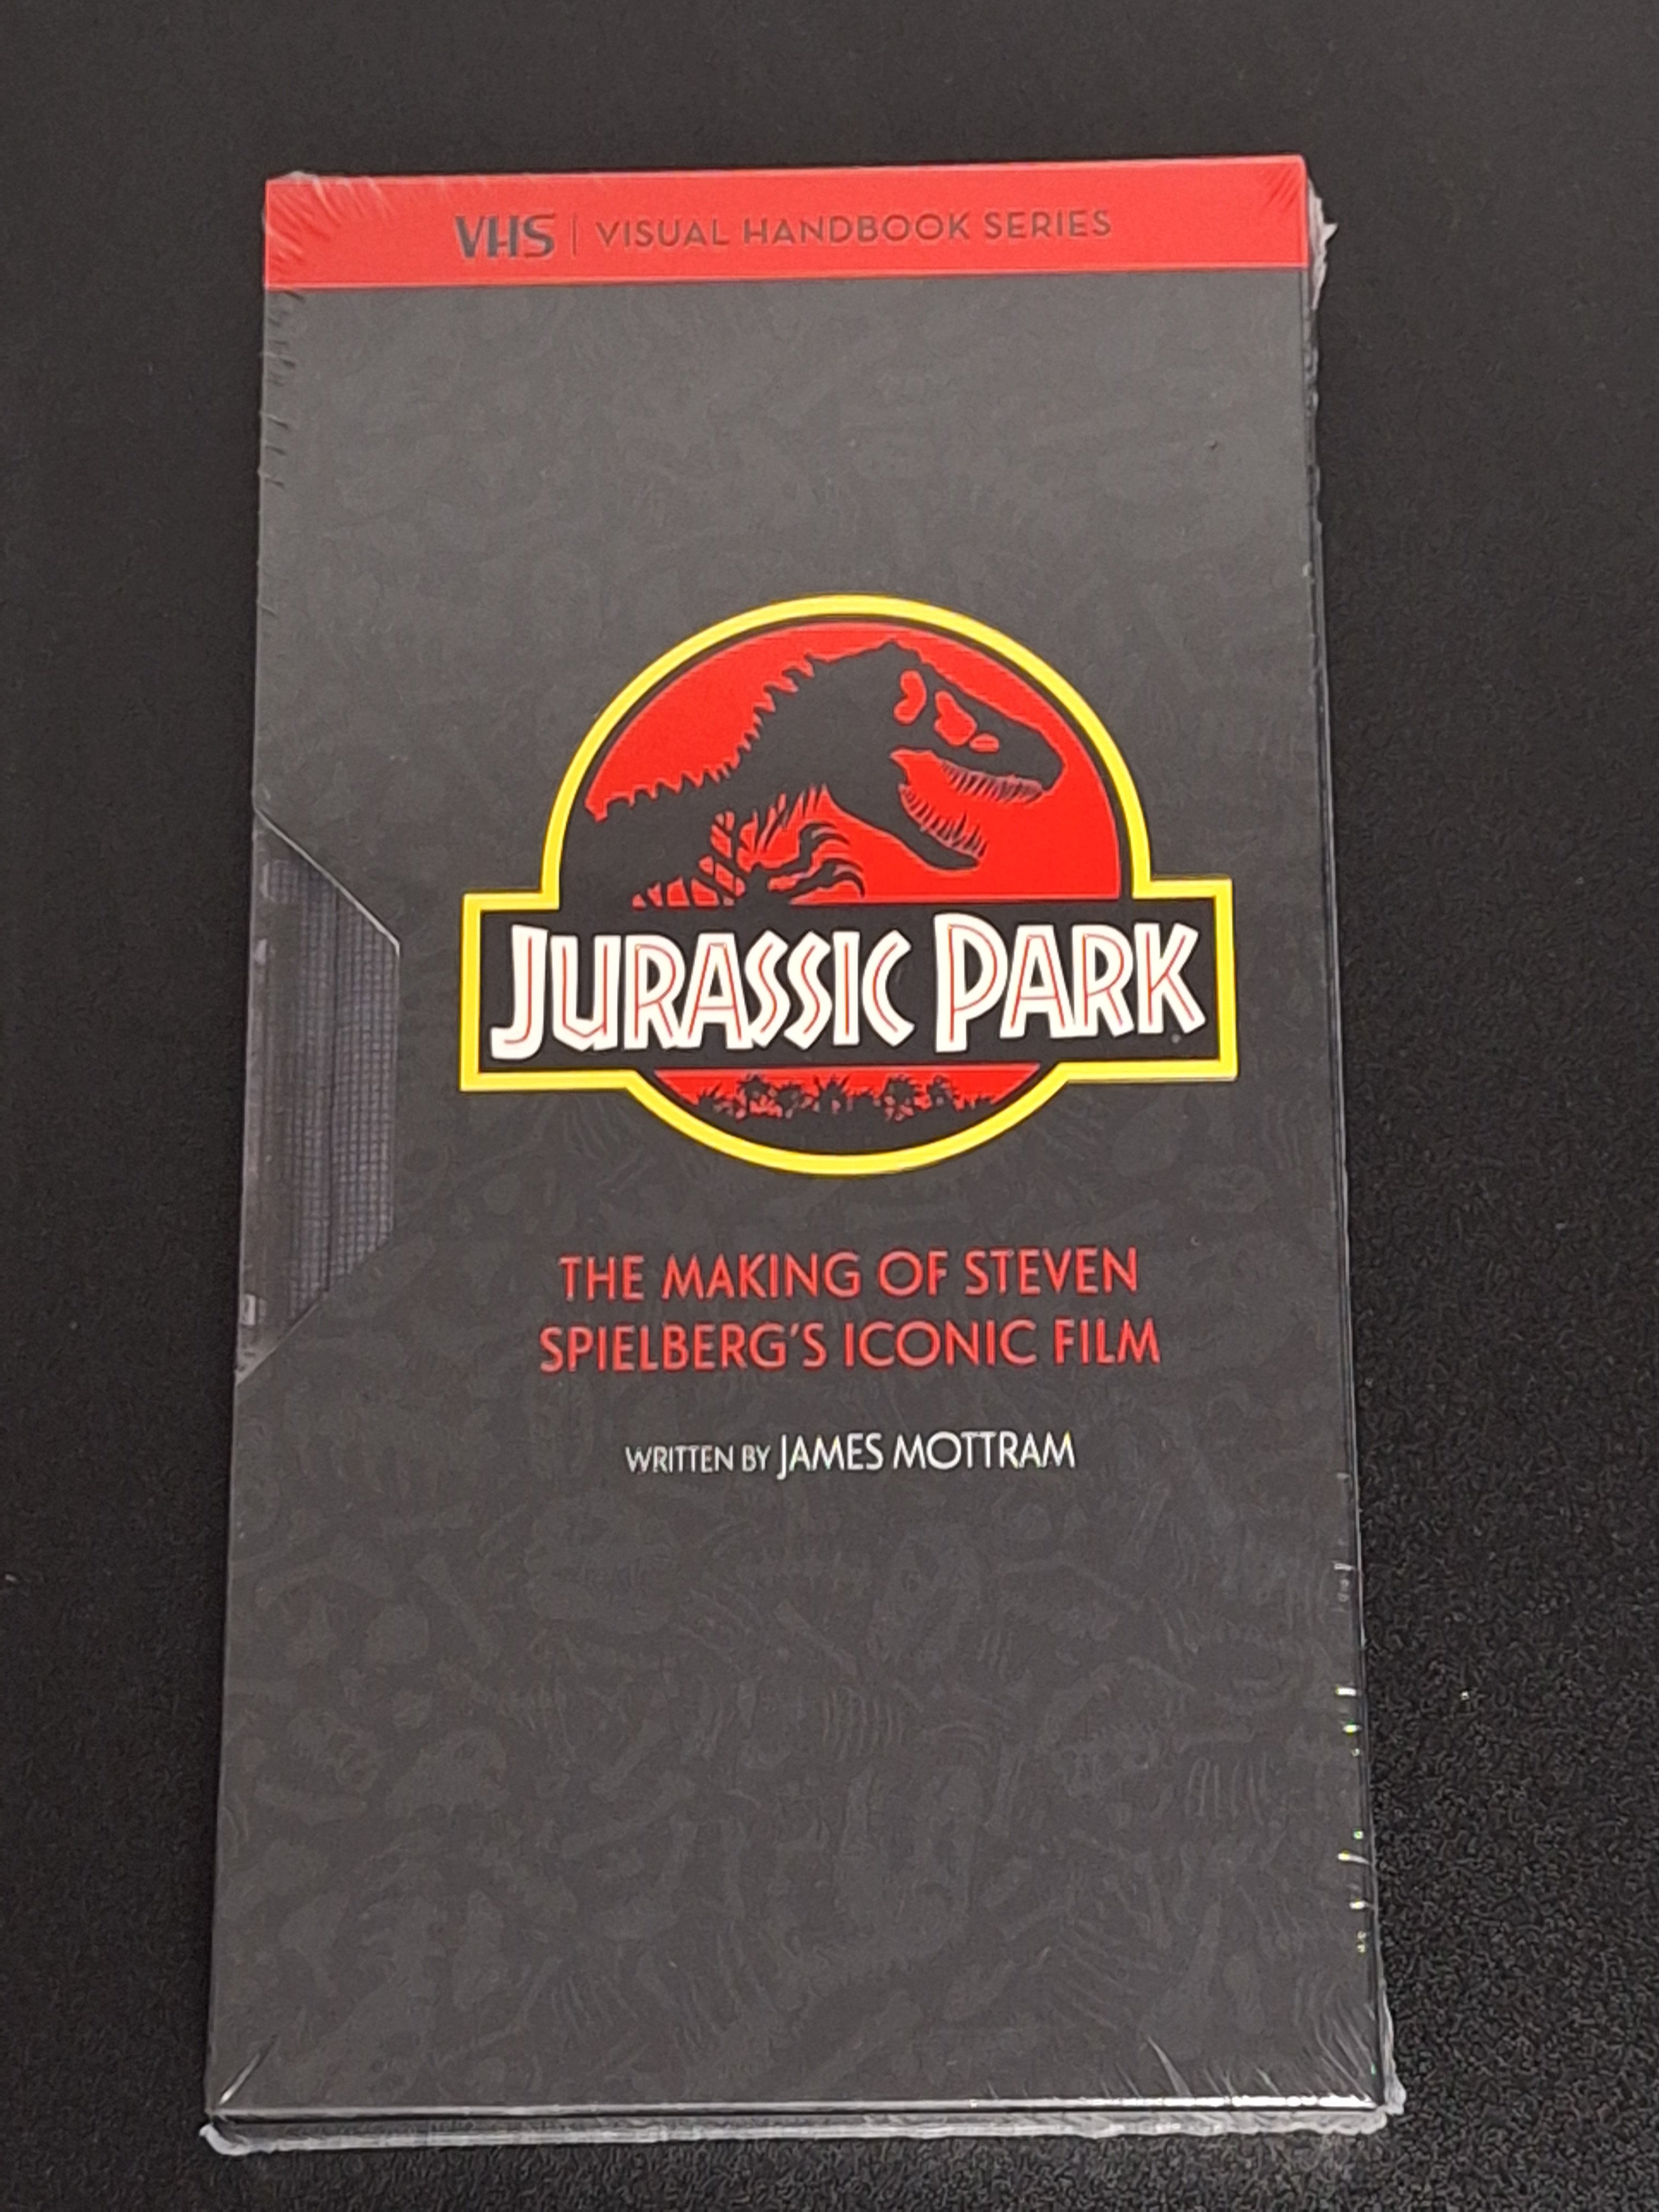 VHS | VISUAL HANDBOOK SERIES
JURASSIC PARK
THE MAKING OF STEVEN
SPIELBERG'S ICONIC FILM
WRITTEN BY JAMES MOTTRAM